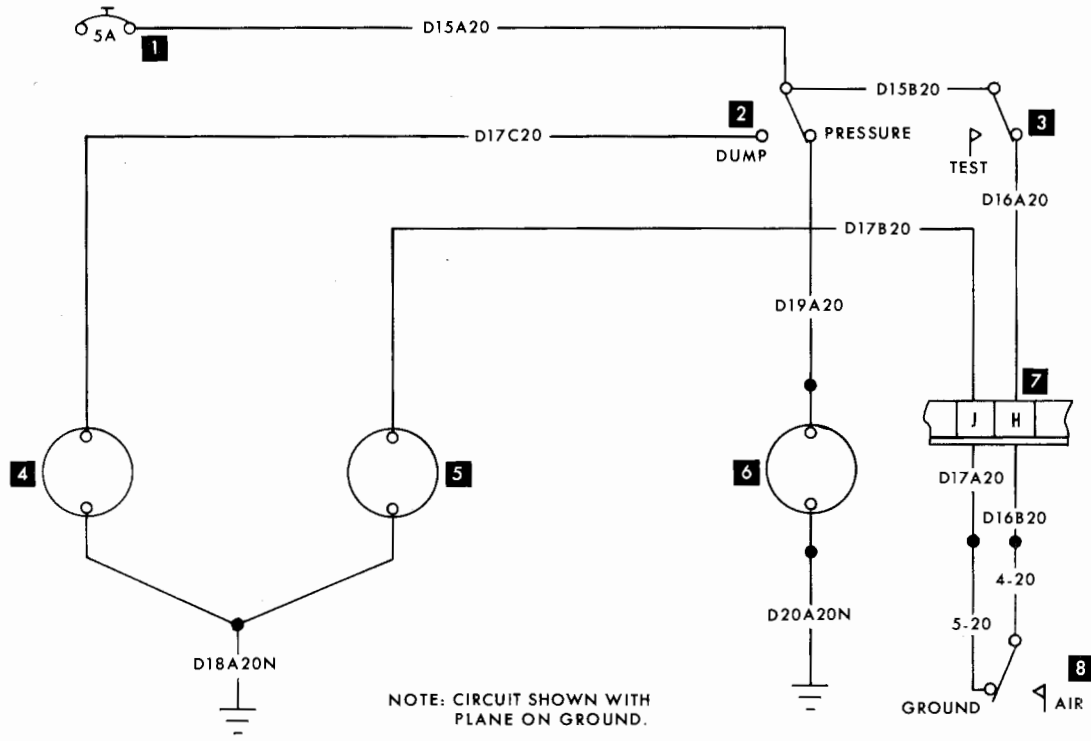 5A
1
D15A20
D15B20
2
3
D17C20
PRESSURE
DUMP
TEST
D16A20
D17B20
D19A20
7
J
H
4
5
6
D17A20
D16B20
4-20
5-20
D20A20N
D18A20N
8
NOTE: CIRCUIT SHOWN WITH
PLANE ON GROUND.
GROUND
AIR